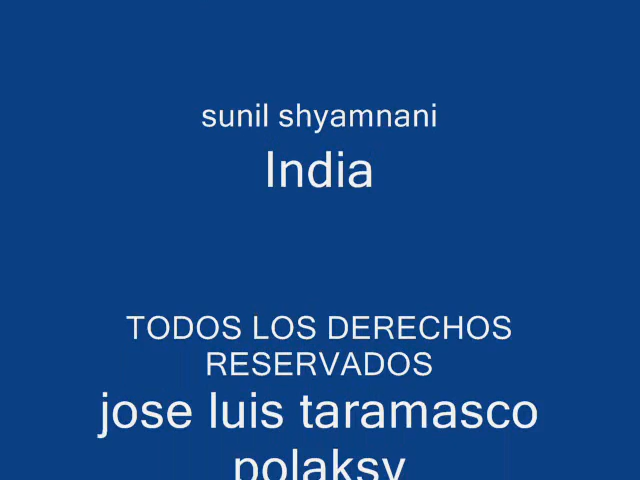 sunil shyamnani
India
TODOS LOS DERECHOS
RESERVADOS
jose luis taramasco
polaksy